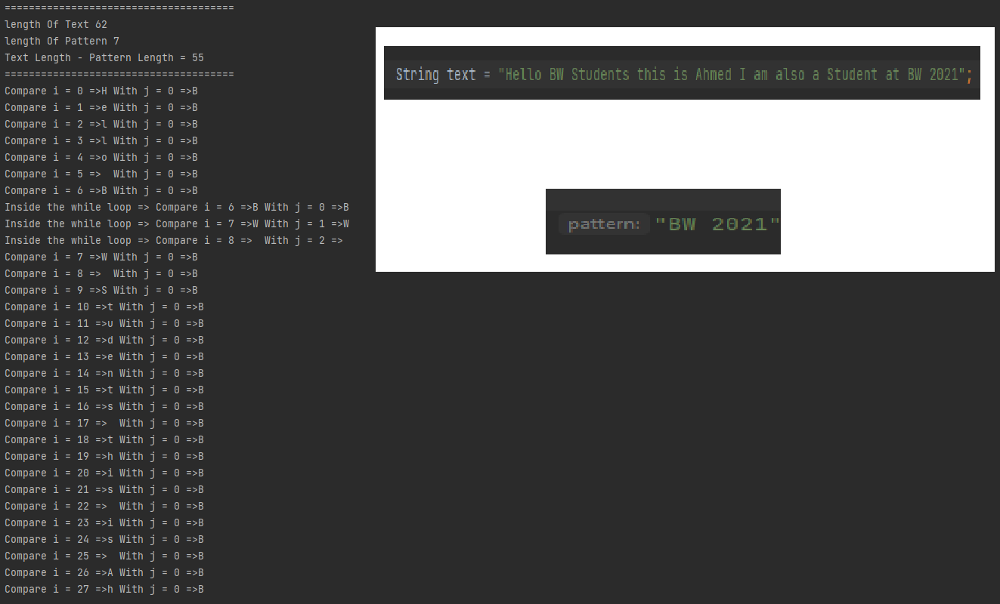 ======================================
length Of Text 62
length Of Pattern 7
Text Length - Pattern Length = 55
======================================
Compare i = 0 =>H With j = 0 =>B
Compare i = 1 =>e With j = 0 =>B
Compare i = 2 =>l With j = 0 =>B
Compare i = 3 =>l With j = 0 =>B
Compare i = 4 =>o With j = 0 =>B
Compare i = 5 =>  With j = 0 =>B
Compare i = 6 =>B With j = 0 =>B
Inside the while loop => Compare i = 6 =>B With j = 0 =>B
Inside the while loop => Compare i = 7 =>W With j = 1 =>W
Inside the while loop => Compare i = 8 =>  With j = 2 =>
Compare i = 7 =>W With j = 0 =>B
Compare i = 8 =>  With j = 0 =>B
Compare i = 9 =>S With j = 0 =>B
Compare i = 10 =>t With j = 0 =>B
Compare i = 11 =>u With j = 0 =>B
Compare i = 12 =>d With j = 0 =>B
Compare i = 13 =>e With j = 0 =>B
Compare i = 14 =>n With j = 0 =>B
Compare i = 15 =>t With j = 0 =>B
Compare i = 16 =>s With j = 0 =>B
Compare i = 17 =>  With j = 0 =>B
Compare i = 18 =>t With j = 0 =>B
Compare i = 19 =>h With j = 0 =>B
Compare i = 20 =>i With j = 0 =>B
Compare i = 21 =>s With j = 0 =>B
Compare i = 22 =>  With j = 0 =>B
Compare i = 23 =>i With j = 0 =>B
Compare i = 24 =>s With j = 0 =>B
Compare i = 25 =>  With j = 0 =>B
Compare i = 26 =>A With j = 0 =>B
Compare i = 27 =>h With j = 0 =>B
String text = "Hello BW Students this is Ahmed I am also a Student at BW 2021";
pattern: "BW 2021"